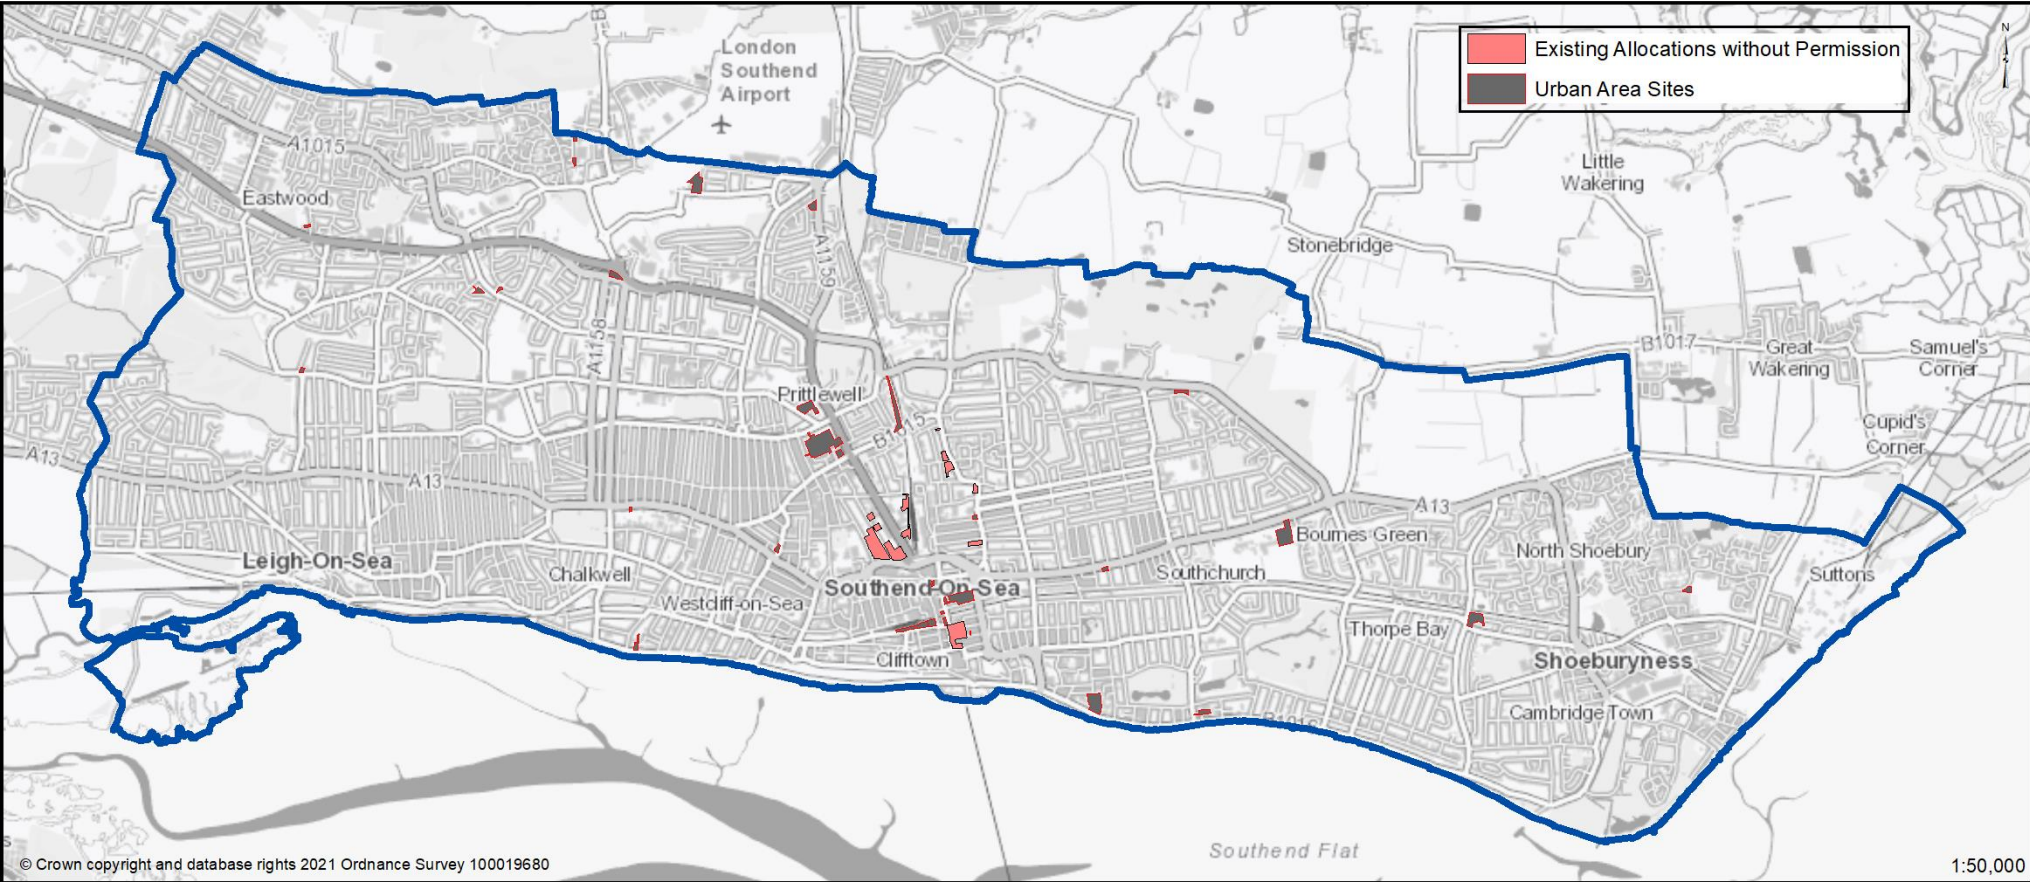 London
Southend
Airport
N
Existing Allocations without Permission
Urban Area Sites
A1015
Eastwood
Little
Wakering
Stonebridge
A1159
A1158
B1017
Great
Wakering
Samuel's
Corner
Prittlewell
Cupid's
Corner
B1015
A13
A13
A13
Bournes Green
North Shoebury
Leigh-On-Sea
Chalkwell
Southchurch
Suttons
Southend-On-Sea
Westcliff-on-Sea
Thorpe Bay
Clifftown
Shoeburyness
Cambridge Town
Southend Flat
© Crown copyright and database rights 2021 Ordnance Survey 100019680
1:50,000